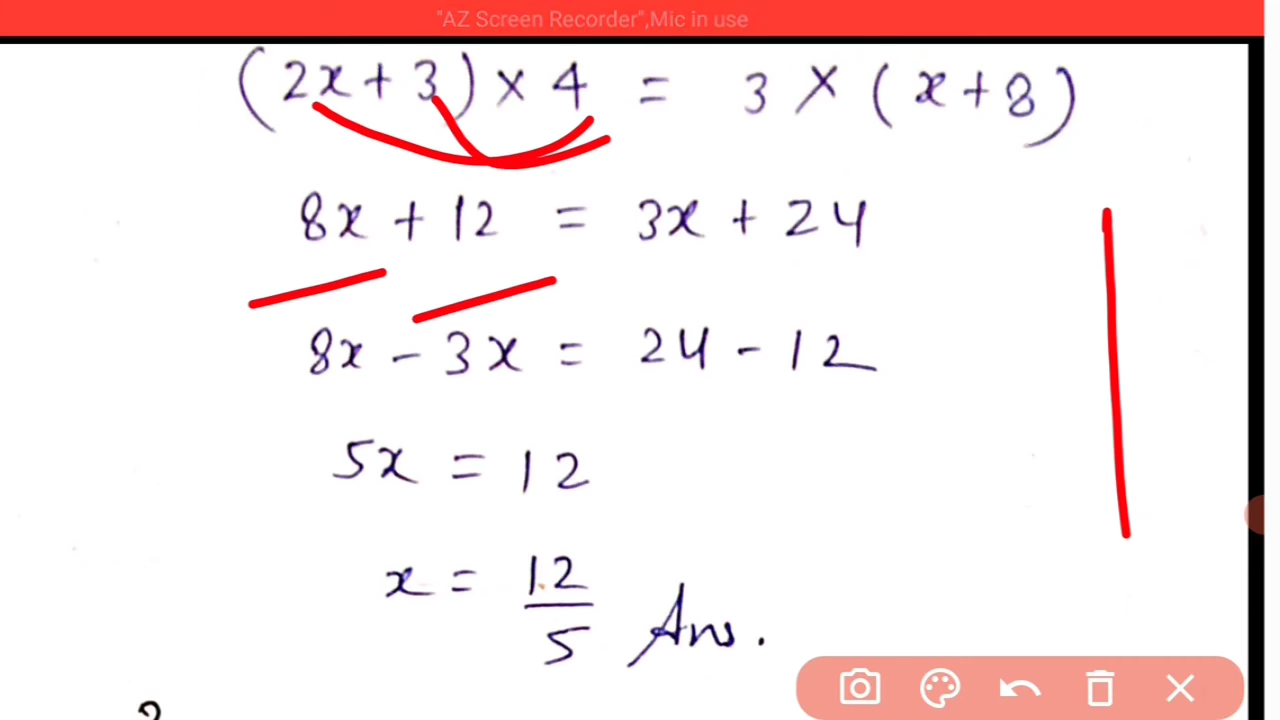 "AZ Screen Recorder",Mic in use
(2x+3) × 4 = 3 × (x+8)
8x + 12 = 3x + 24
8x - 3x = 24 - 12
5x = 12
x = 12/5 Ans.